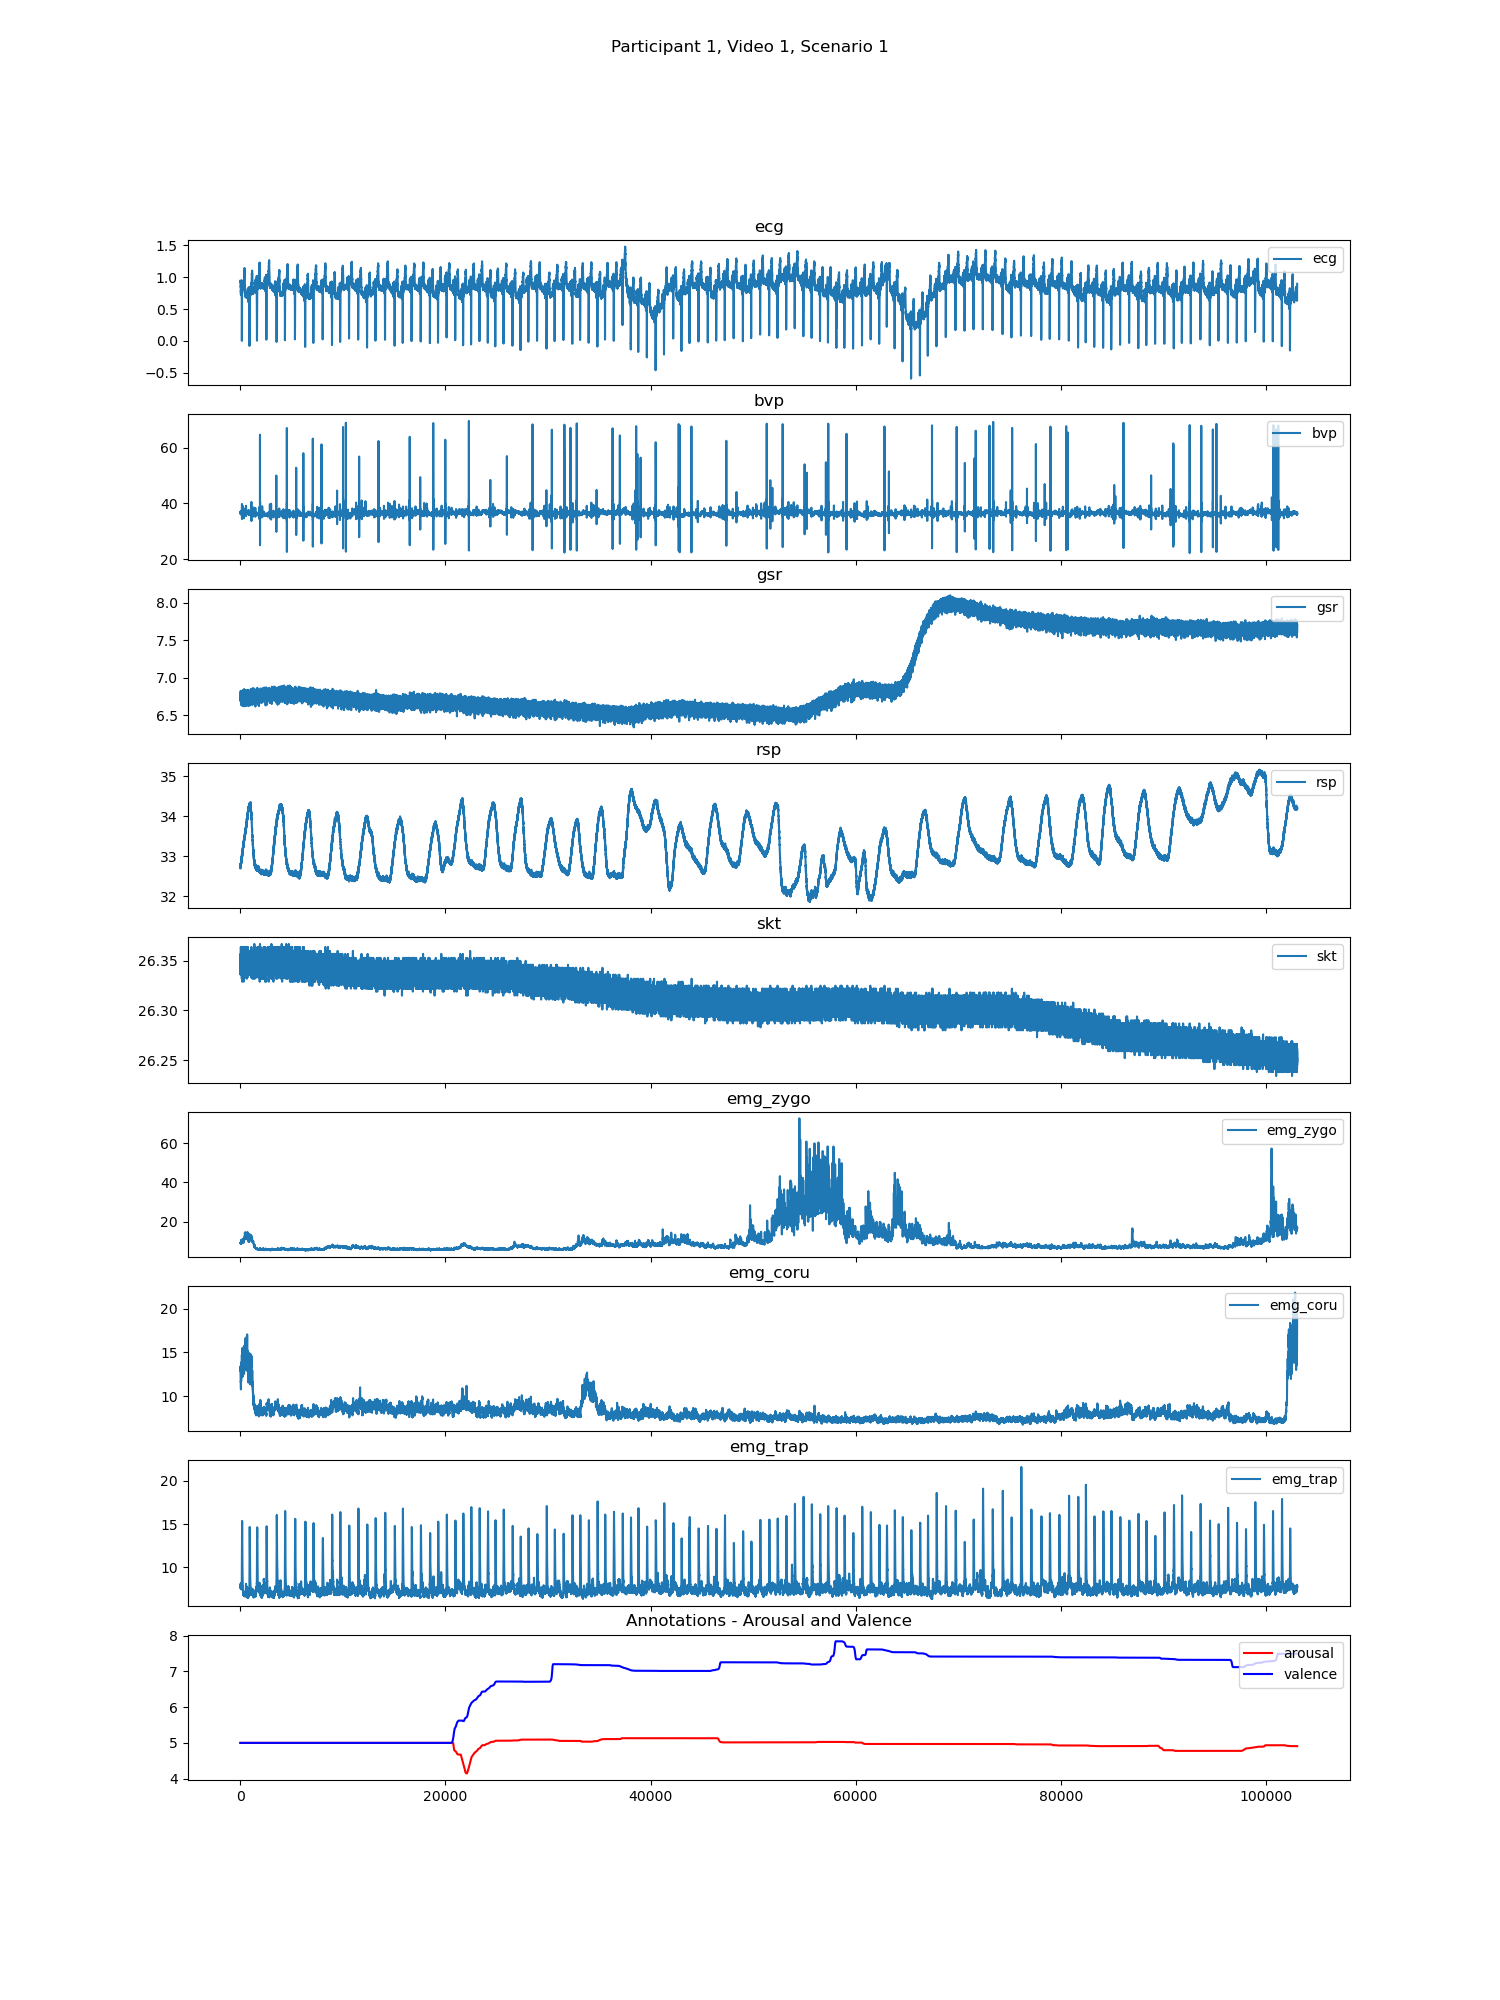 Participant 1, Video 1, Scenario 1
ecg
1.5
1.0
0.5
0.0
−0.5
ecg
bvp
60
40
20
bvp
gsr
8.0
7.5
7.0
6.5
gsr
rsp
35
34
33
32
rsp
skt
26.35
26.30
26.25
skt
emg_zygo
60
40
20
emg_zygo
emg_coru
20
15
10
emg_coru
emg_trap
20
15
10
emg_trap
Annotations - Arousal and Valence
8
7
6
5
4
arousal
valence
0 20000 40000 60000 80000 100000